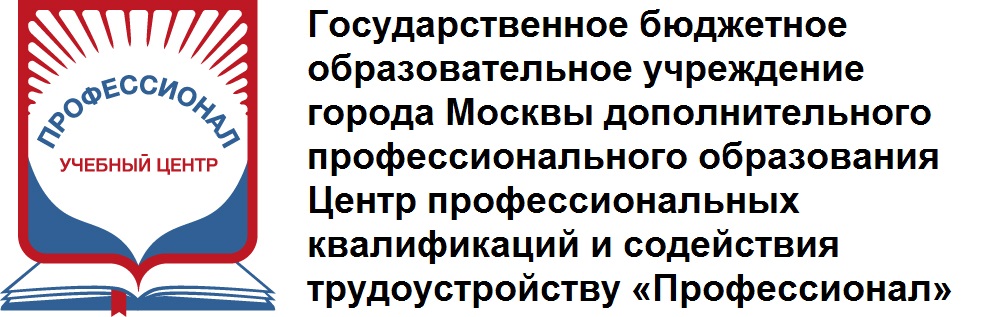 ПРОФЕССИОНАЛ
УЧЕБНЫЙ ЦЕНТР
Государственное бюджетное
образовательное учреждение
города Москвы дополнительного
профессионального образования
Центр профессиональных
квалификаций и содействия
трудоустройству «Профессионал»